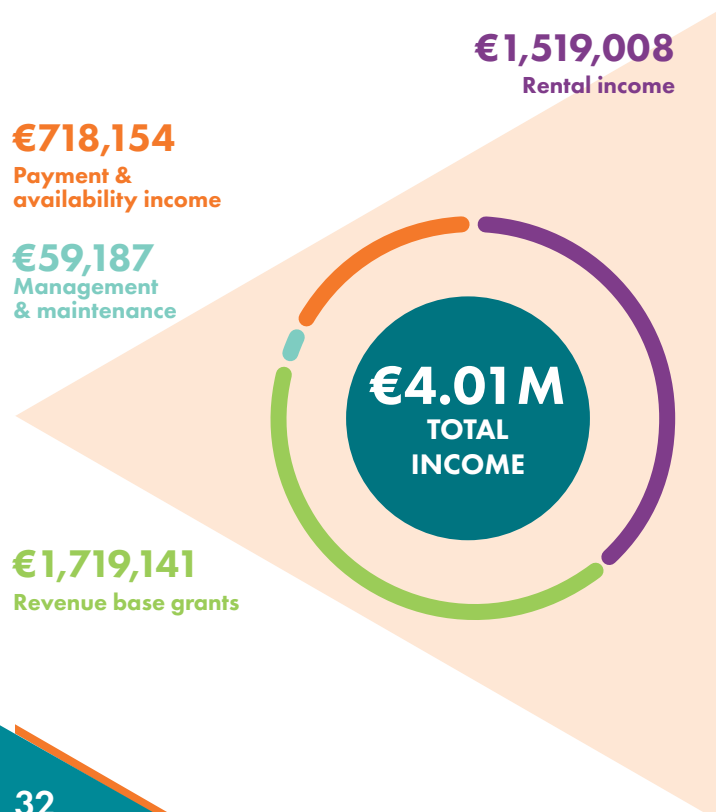 €1,519,008
Rental income
€718,154
Payment &
availability income
€59,187
Management
& maintenance
€4.01M
TOTAL
INCOME
€1,719,141
Revenue base grants
32